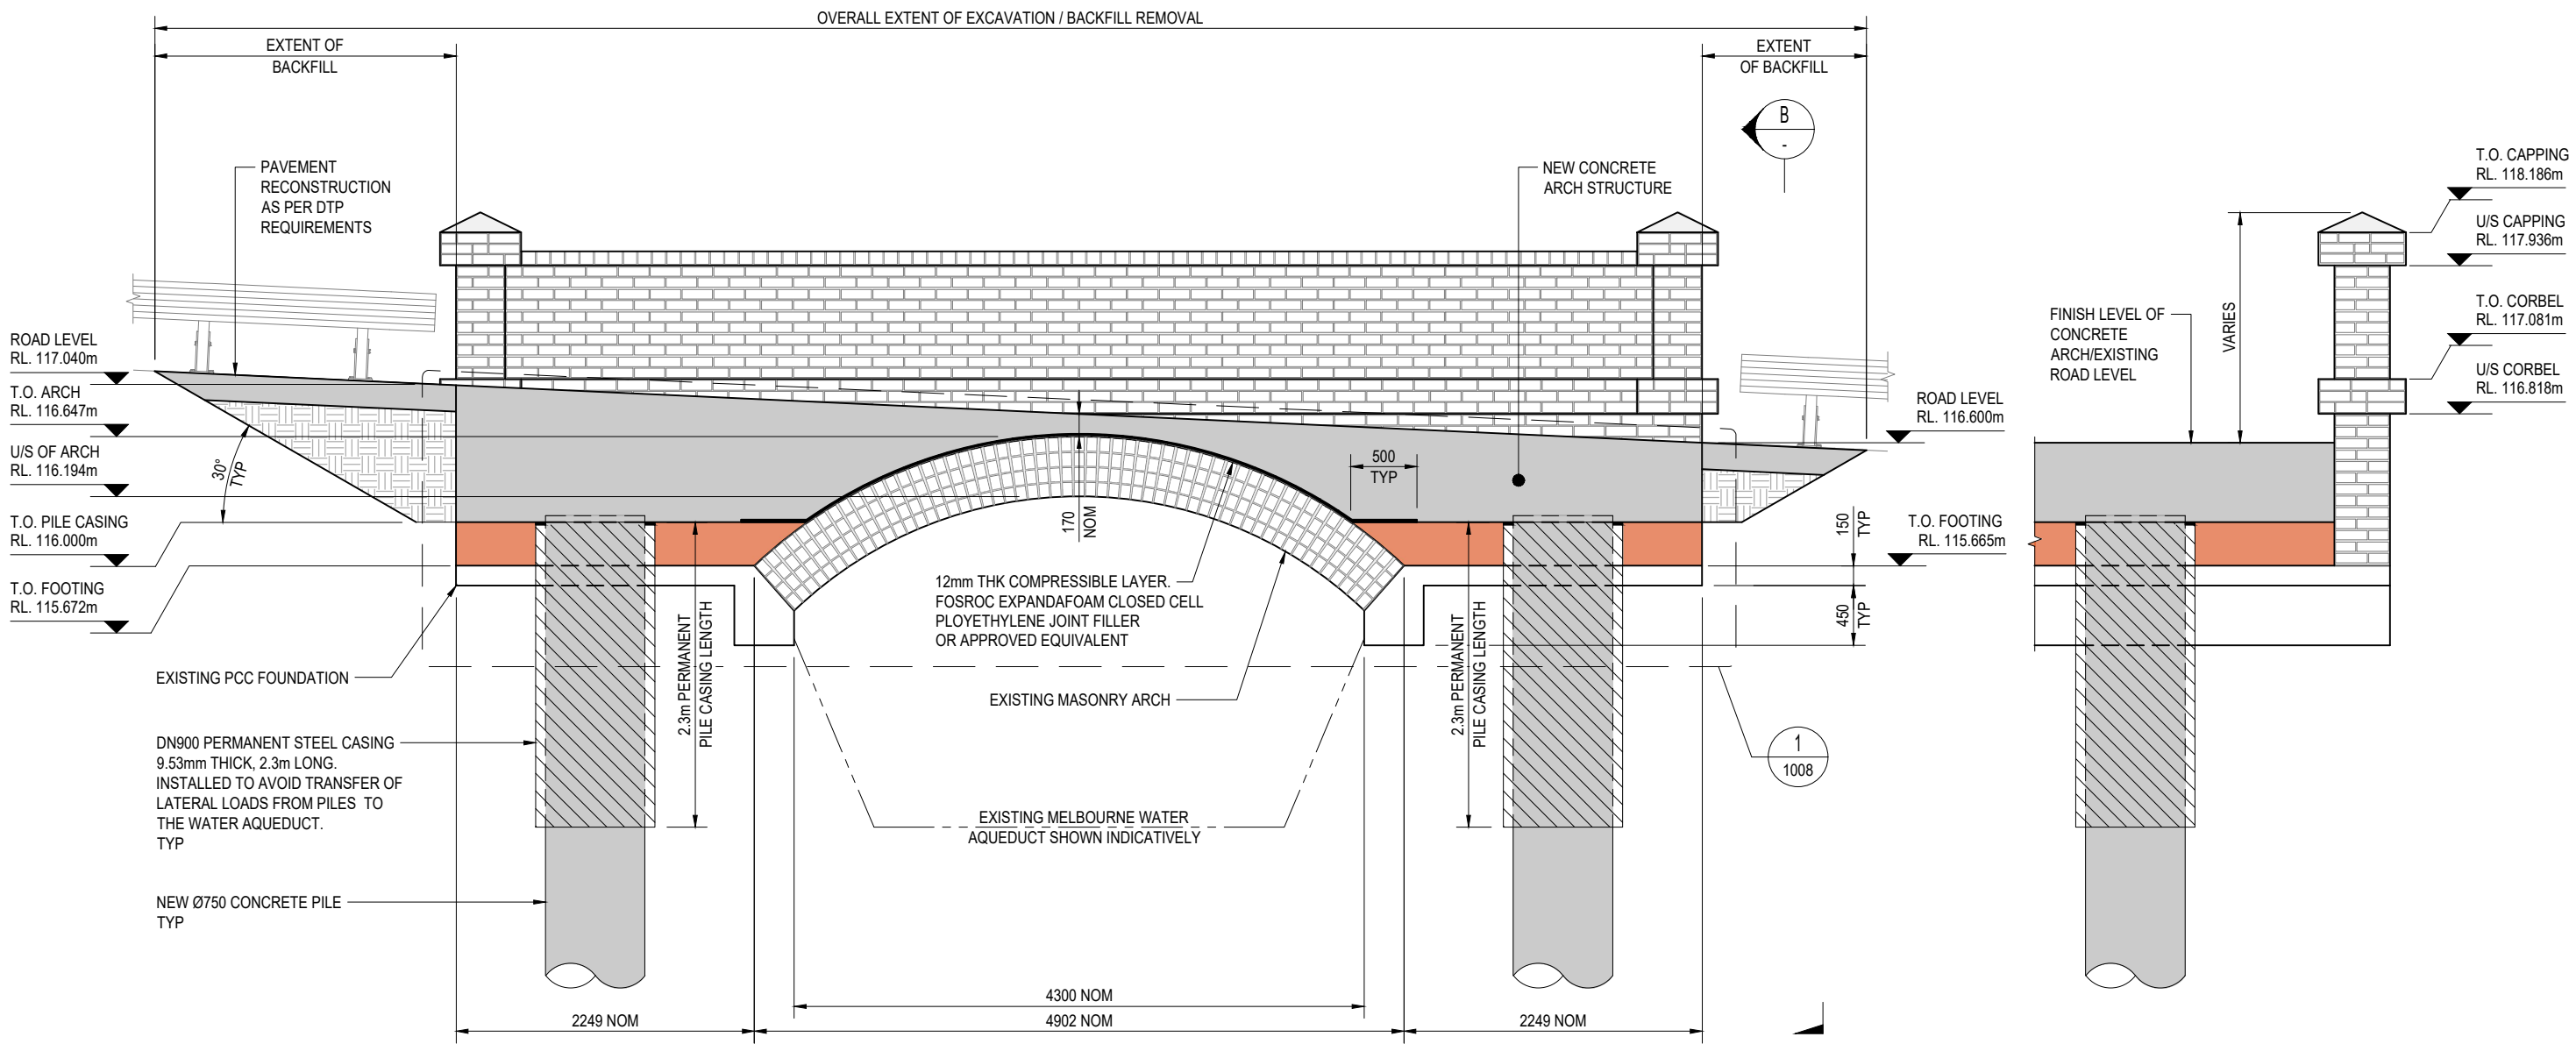 OVERALL EXTENT OF EXCAVATION / BACKFILL REMOVAL
EXTENT OF
BACKFILL
EXTENT
OF BACKFILL
B
-
PAVEMENT
RECONSTRUCTION
AS PER DTP
REQUIREMENTS
NEW CONCRETE
ARCH STRUCTURE
T.O. CAPPING
RL. 118.186m
U/S CAPPING
RL. 117.936m
T.O. CORBEL
RL. 117.081m
U/S CORBEL
RL. 116.818m
VARIES
FINISH LEVEL OF
CONCRETE
ARCH/EXISTING
ROAD LEVEL
ROAD LEVEL
RL. 117.040m
T.O. ARCH
RL. 116.647m
U/S OF ARCH
RL. 116.194m
T.O. PILE CASING
RL. 116.000m
T.O. FOOTING
RL. 115.672m
30°
TYP
ROAD LEVEL
RL. 116.600m
500
TYP
170
NOM
150
TYP
T.O. FOOTING
RL. 115.665m
450
TYP
12mm THK COMPRESSIBLE LAYER.
FOSROC EXPANDAFOAM CLOSED CELL
PLOYETHYLENE JOINT FILLER
OR APPROVED EQUIVALENT
2.3m PERMANENT
PILE CASING LENGTH
2.3m PERMANENT
PILE CASING LENGTH
EXISTING PCC FOUNDATION
EXISTING MASONRY ARCH
DN900 PERMANENT STEEL CASING
9.53mm THICK, 2.3m LONG.
INSTALLED TO AVOID TRANSFER OF
LATERAL LOADS FROM PILES TO
THE WATER AQUEDUCT.
TYP
1
1008
EXISTING MELBOURNE WATER
AQUEDUCT SHOWN INDICATIVELY
NEW Ø750 CONCRETE PILE
TYP
4300 NOM
2249 NOM
4902 NOM
2249 NOM